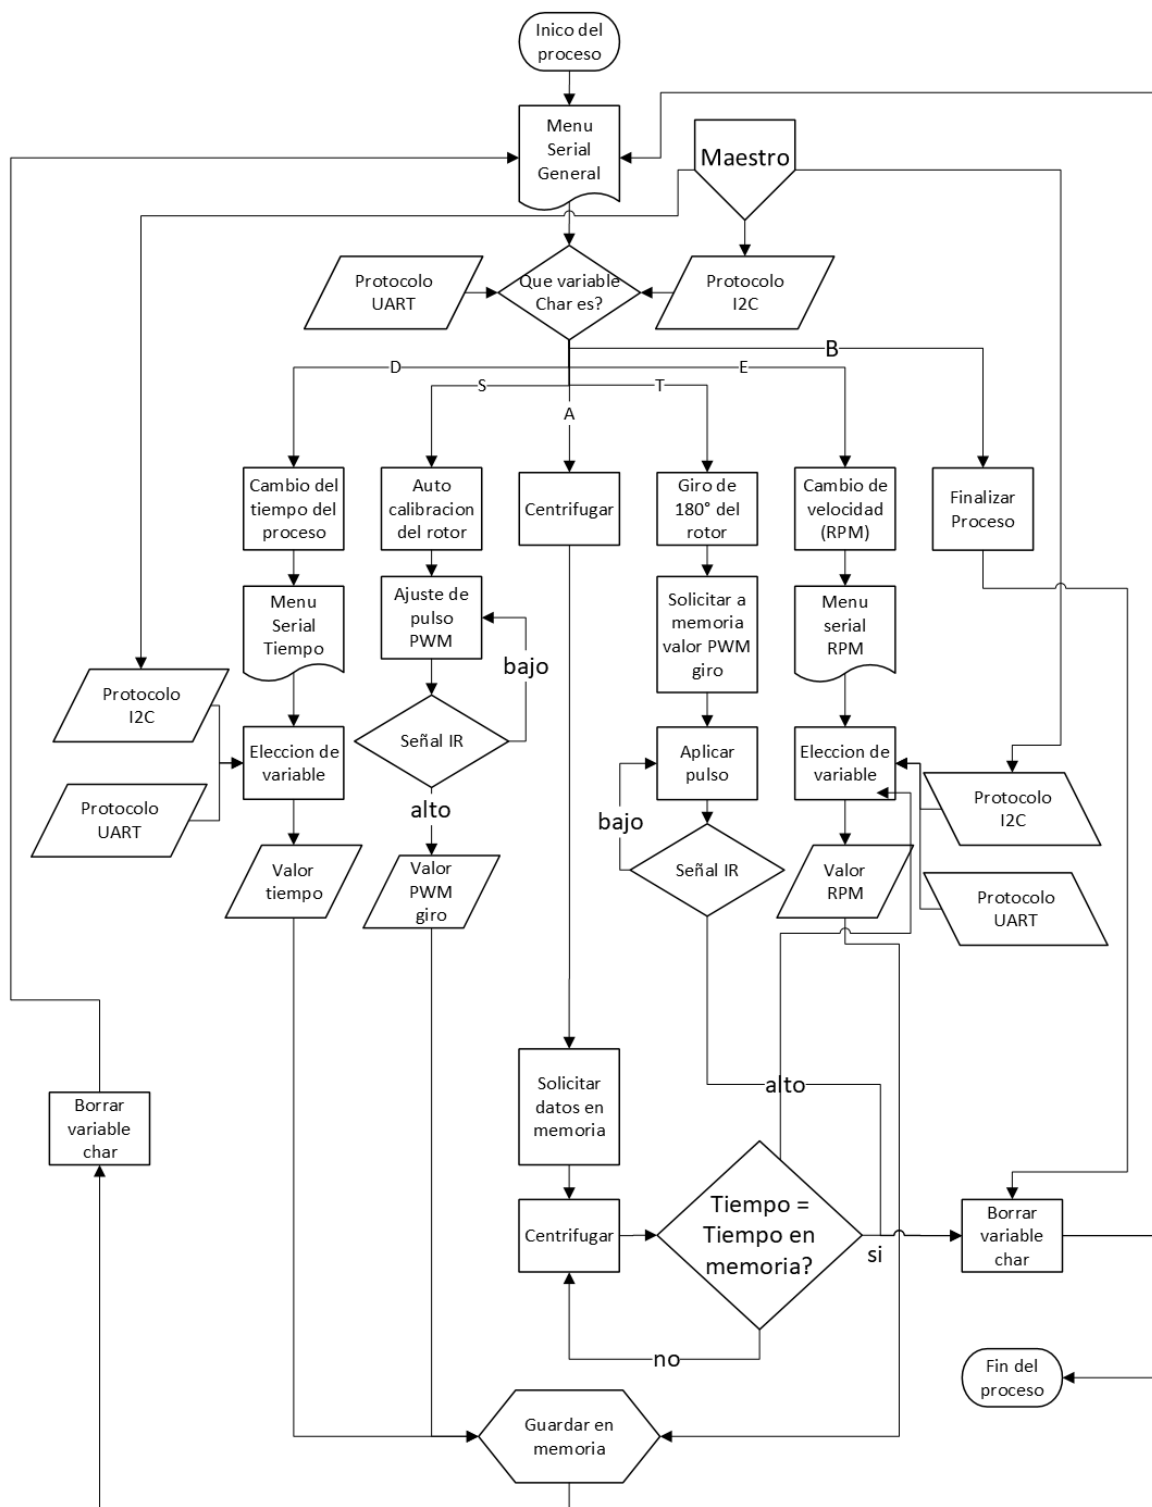 Inico del
proceso
Menu
Serial
General
Maestro
Protocolo
UART
Que variable
Char es?
Protocolo
I2C
B
D
E
S
T
A
Cambio del
tiempo del
proceso
Auto
calibracion
del rotor
Centrifugar
Giro de
180° del
rotor
Cambio de
velocidad
(RPM)
Finalizar
Proceso
Menu
Serial
Tiempo
Ajuste de
pulso
PWM
bajo
Solicitar a
memoria
valor PWM
giro
Menu
serial
RPM
Protocolo
I2C
Eleccion de
variable
Señal IR
Aplicar
pulso
Eleccion de
variable
Protocolo
I2C
Protocolo
UART
alto
bajo
Valor
tiempo
Valor
PWM
giro
Señal IR
Valor
RPM
Protocolo
UART
Solicitar
datos en
memoria
alto
Borrar
variable
char
Centrifugar
Tiempo =
Tiempo en
memoria?
si
Borrar
variable
char
no
Fin del
proceso
Guardar en
memoria